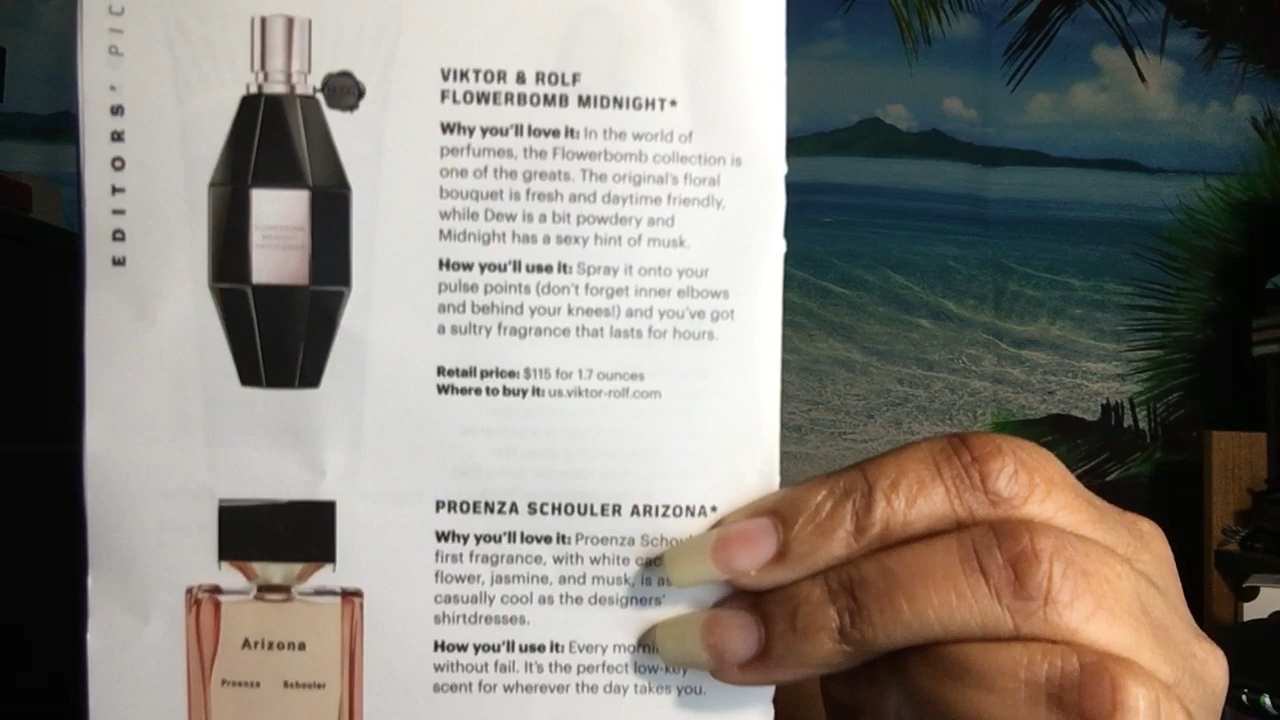 EDITORS' PIC
VIKTOR & ROLF
FLOWERBOMB MIDNIGHT*
Why you'll love it: In the world of
perfumes, the Flowerbomb collection is
one of the greats. The original's floral
bouquet is fresh and daytime friendly,
while Dew is a bit powdery and
Midnight has a sexy hint of musk.
How you'll use it: Spray it onto your
pulse points (don't forget inner elbows
and behind your knees!) and you've got
a sultry fragrance that lasts for hours.
Retail price: $115 for 1.7 ounces
Where to buy it: us.viktor-rolf.com
FLOWERBOMB
MIDNIGHT
PROENZA SCHOULER ARIZONA*
Why you'll love it: Proenza Schou
first fragrance, with white cac
flower, jasmine, and musk, is as
casually cool as the designers'
shirtdresses.
How you'll use it: Every morni
without fail. It's the perfect low-key
scent for wherever the day takes you.
Arizona
Proenza Schouler